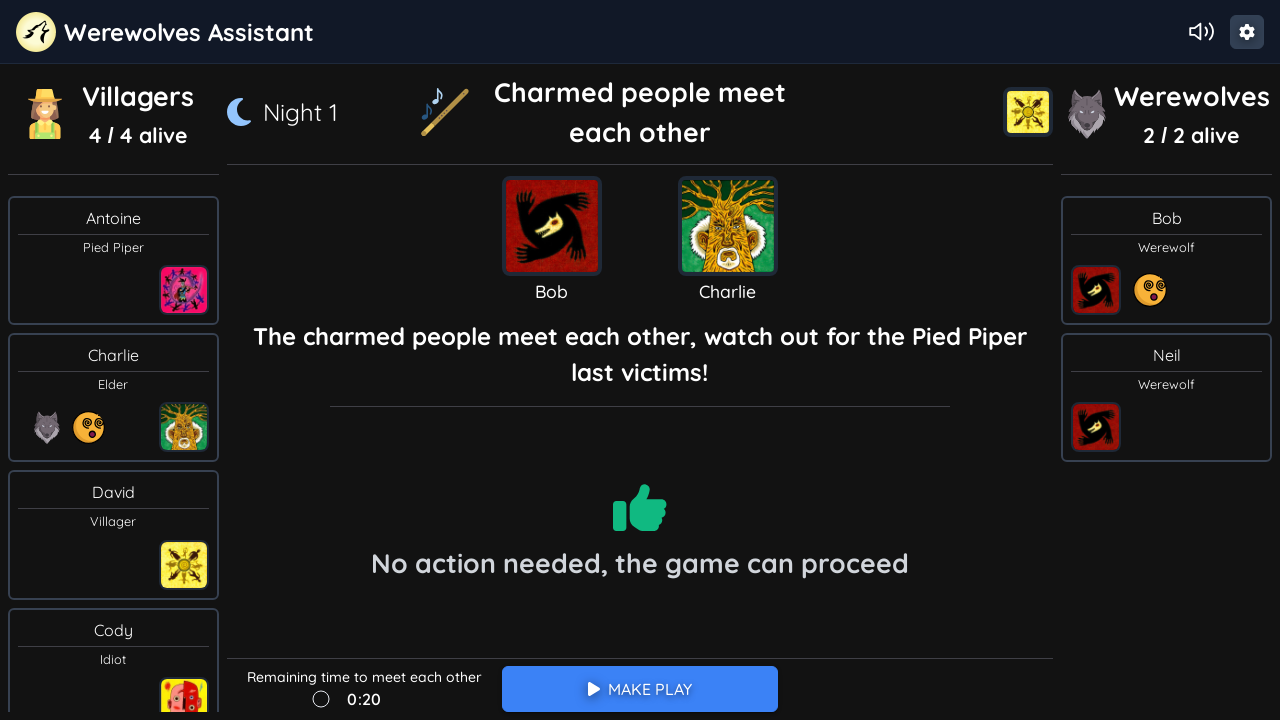 Werewolves Assistant
Villagers
4 / 4 alive
Night 1
Charmed people meet
each other
Werewolves
2 / 2 alive
Antoine
Pied Piper
Charlie
Elder
David
Villager
Cody
Idiot
Bob
Charlie
The charmed people meet each other, watch out for the Pied Piper
last victims!
No action needed, the game can proceed
Remaining time to meet each other
0:20
MAKE PLAY
Bob
Werewolf
Neil
Werewolf